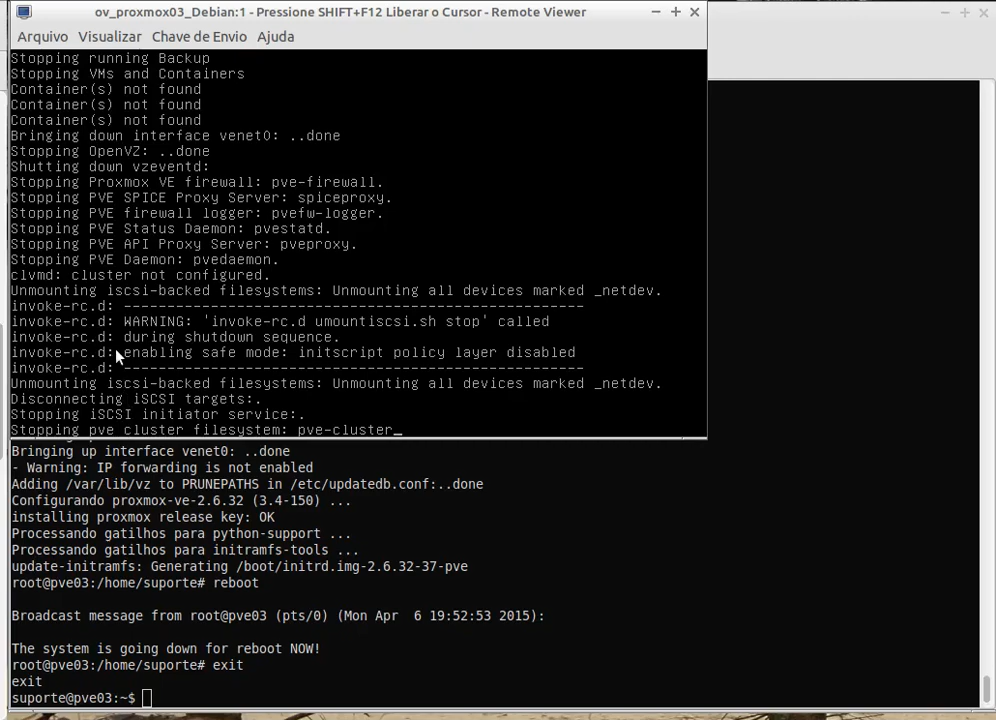 ov_proxmox03_Debian:1 - Pressione SHIFT+F12 Liberar o Cursor - Remote Viewer
Arquivo Visualizar Chave de Envio Ajuda
Stopping running Backup
Stopping VMs and Containers
Container(s) not found
Container(s) not found
Container(s) not found
Bringing down interface venet0: ..done
Stopping OpenVZ: ..done
Shutting down vzeventd:
Stopping Proxmox VE firewall: pve-firewall.
Stopping PVE SPICE Proxy Server: spiceproxy.
Stopping PVE firewall logger: pvefw-logger.
Stopping PVE Status Daemon: pvestatd.
Stopping PVE API Proxy Server: pveproxy.
Stopping PVE Daemon: pvedaemon.
clvmd: cluster not configured.
Unmounting iscsi-backed filesystems: Unmounting all devices marked _netdev.
invoke-rc.d: -----------------------------------------------------
invoke-rc.d: WARNING: 'invoke-rc.d umountiscsi.sh stop' called
invoke-rc.d: during shutdown sequence.
invoke-rc.d: enabling safe mode: initscript policy layer disabled
invoke-rc.d: -----------------------------------------------------
Unmounting iscsi-backed filesystems: Unmounting all devices marked _netdev.
Disconnecting iSCSI targets:.
Stopping iSCSI initiator service:.
Stopping pve cluster filesystem: pve-cluster_
Bringing up interface venet0: ..done
- Warning: IP forwarding is not enabled
Adding /var/lib/vz to PRUNEPATHS in /etc/updatedb.conf:..done
Configurando proxmox-ve-2.6.32 (3.4-150) ...
installing proxmox release key: OK
Processando gatilhos para python-support ...
Processando gatilhos para initramfs-tools ...
update-initramfs: Generating /boot/initrd.img-2.6.32-37-pve
root@pve03:/home/suporte# reboot
Broadcast message from root@pve03 (pts/0) (Mon Apr  6 19:52:53 2015):
The system is going down for reboot NOW!
root@pve03:/home/suporte# exit
exit
suporte@pve03:~$